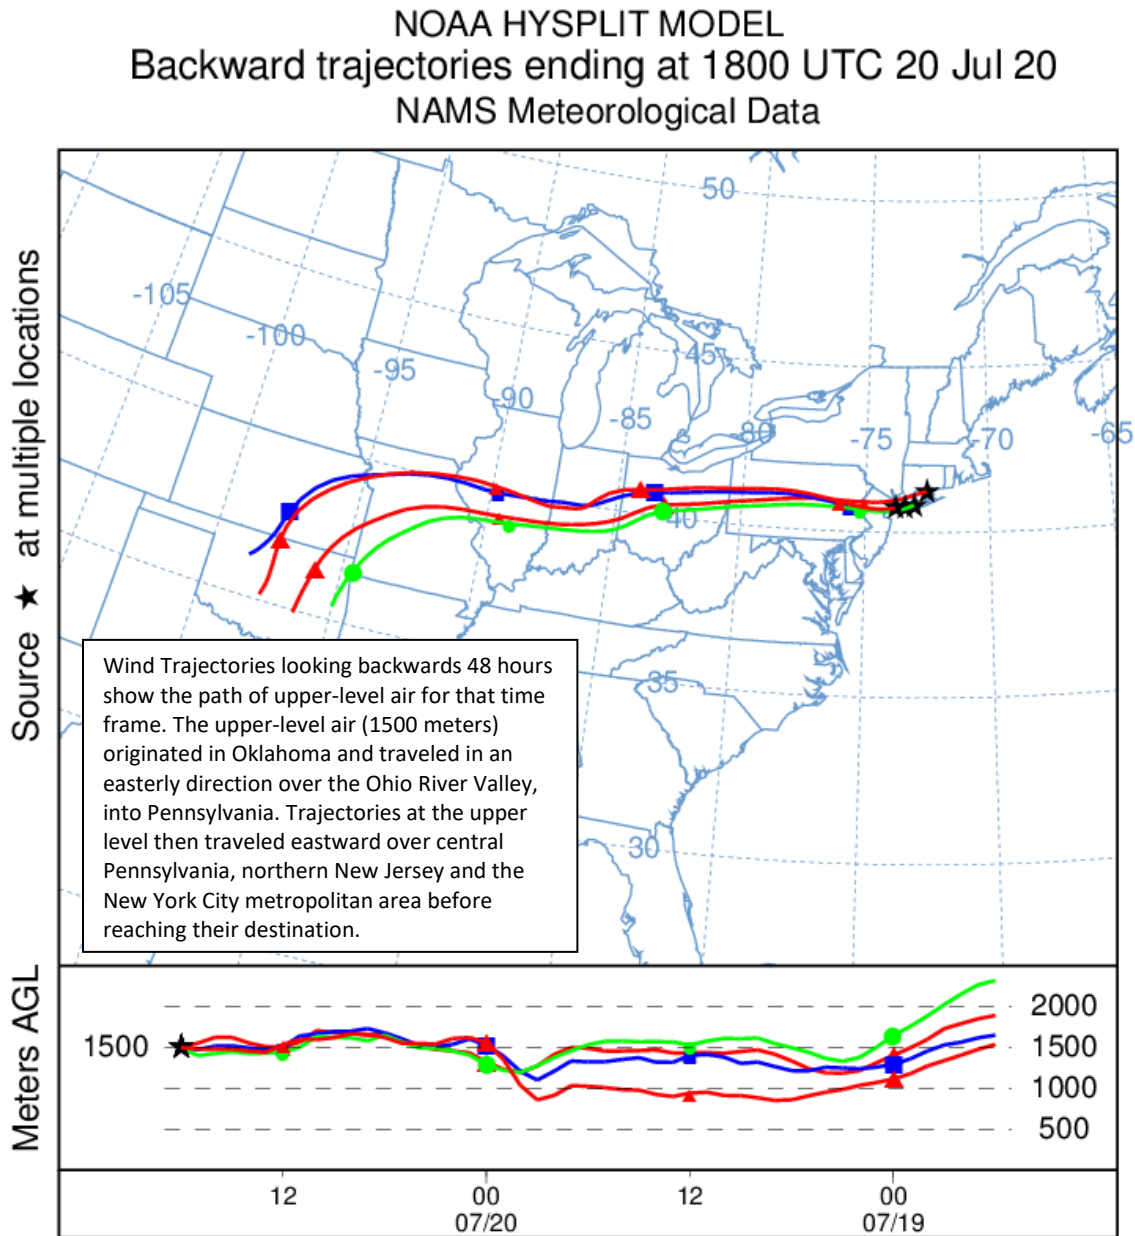 NOAA HYSPLIT MODEL
Backward trajectories ending at 1800 UTC 20 Jul 20
NAMS Meteorological Data
Source ★ at multiple locations
50
-105
-100
-95
-90
-85
-80
-75
-70
-65
45
40
35
30
Wind Trajectories looking backwards 48 hours
show the path of upper-level air for that time
frame. The upper-level air (1500 meters)
originated in Oklahoma and traveled in an
easterly direction over the Ohio River Valley,
into Pennsylvania. Trajectories at the upper
level then traveled eastward over central
Pennsylvania, northern New Jersey and the
New York City metropolitan area before
reaching their destination.
Meters AGL
1500
2000
1500
1000
500
12 00 12 00
07/20 07/19